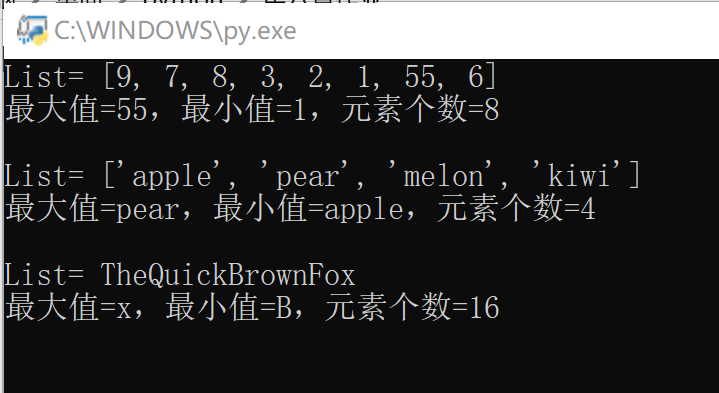 C:\WINDOWS\py.exe
List= [9, 7, 8, 3, 2, 1, 55, 6]
最大值=55，最小值=1，元素个数=8
List= ['apple', 'pear', 'melon', 'kiwi']
最大值=pear，最小值=apple，元素个数=4
List= TheQuickBrownFox
最大值=x，最小值=B，元素个数=16